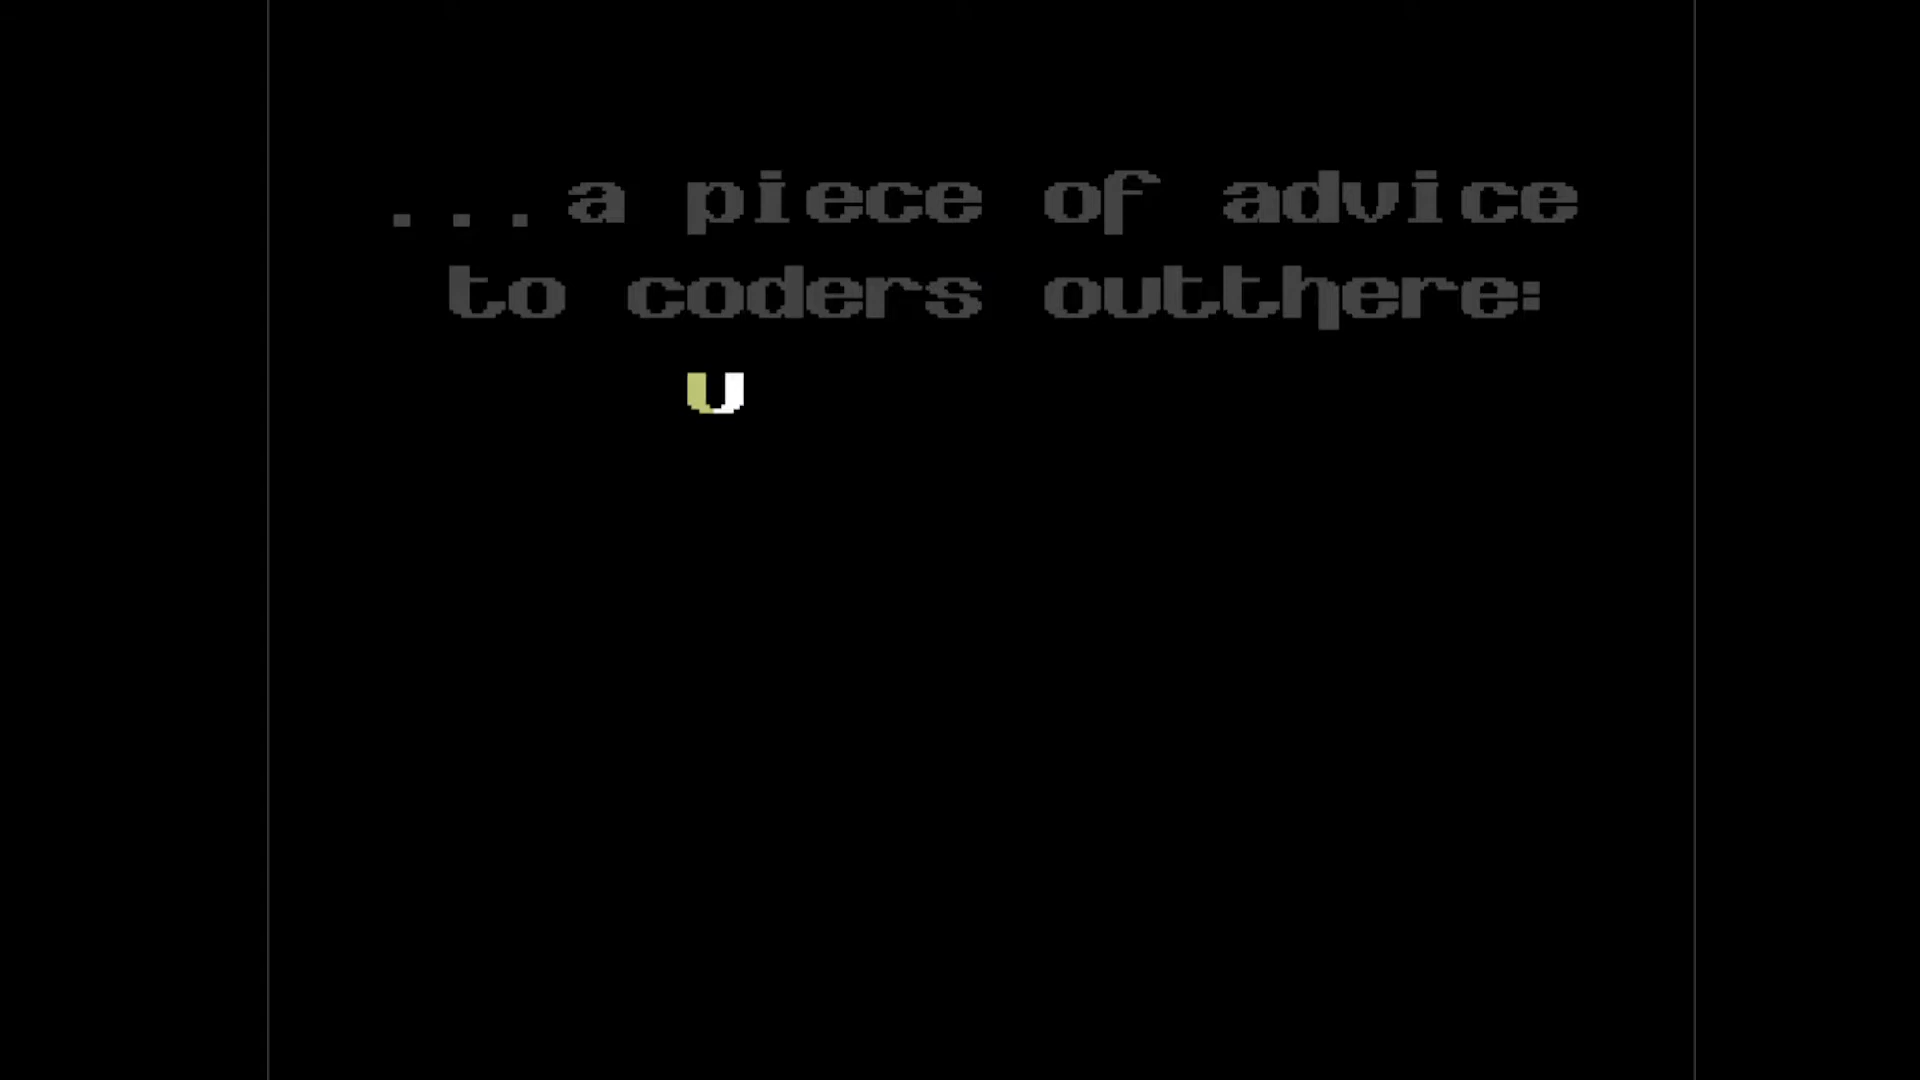 ...a piece of advice
to coders outthere:
u